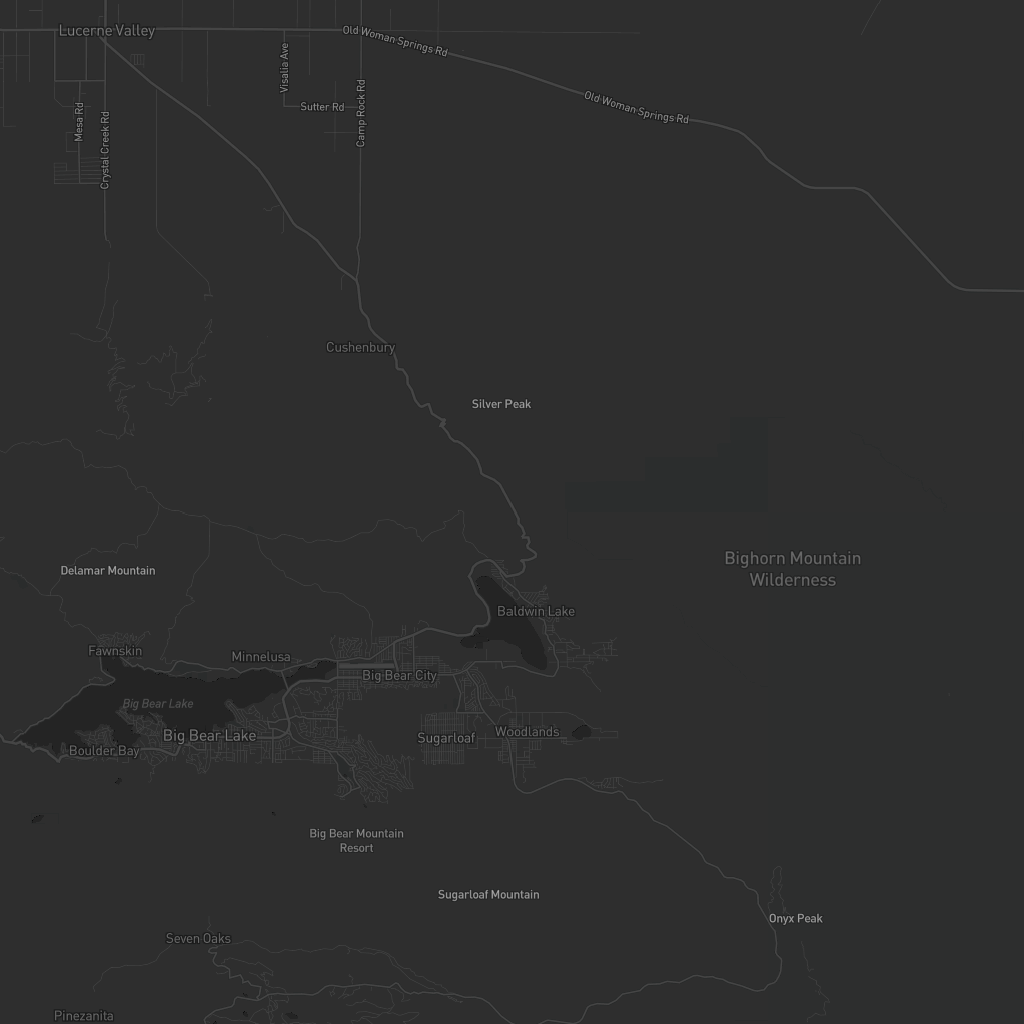 Lucerne Valley
Old Woman Springs Rd
Visalia Ave
Sutter Rd
Camp Rock Rd
Mesa Rd
Crystal Creek Rd
Old Woman Springs Rd
Cushenbury
Silver Peak
Bighorn Mountain
Wilderness
Delamar Mountain
Baldwin Lake
Fawnskin
Minnelusa
Big Bear City
Big Bear Lake
Big Bear Lake
Sugarloaf
Woodlands
Boulder Bay
Big Bear Mountain
Resort
Sugarloaf Mountain
Onyx Peak
Seven Oaks
Pinezanita